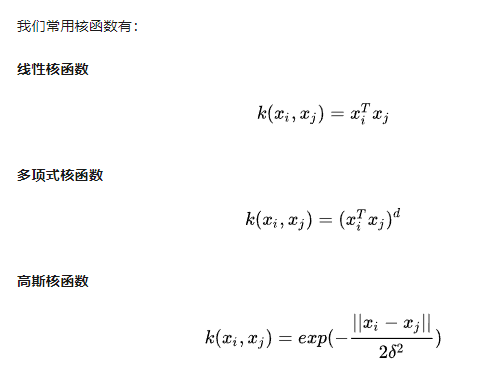 我们常用核函数有：
线性核函数
k(x_i, x_j) = x_i^T x_j
多项式核函数
k(x_i, x_j) = (x_i^T x_j)^d
高斯核函数
k(x_i, x_j) = exp(-\frac{||x_i - x_j||}{2δ^2})